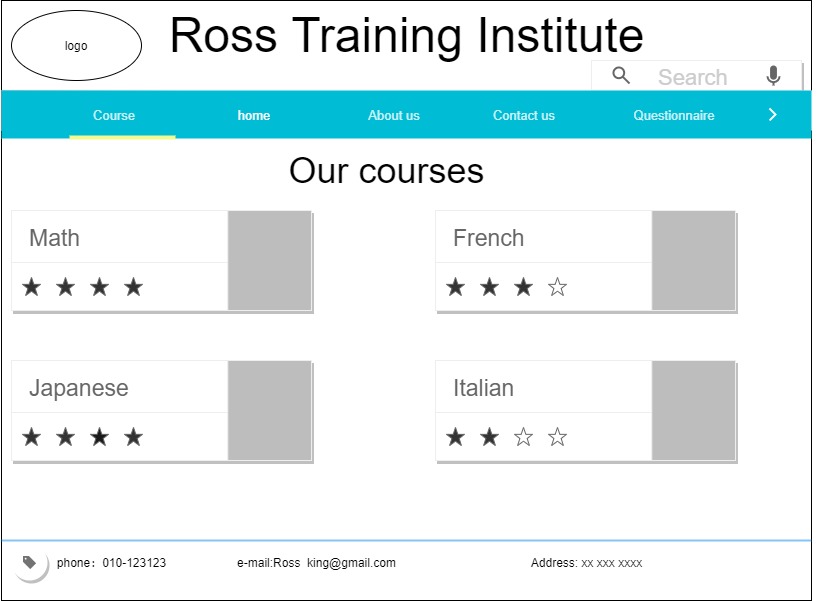 logo
Ross Training Institute
Search
Course home About us Contact us Questionnaire
Our courses
Math
French
Japanese
Italian
phone：010-123123 e-mail:Ross king@gmail.com Address: xx xxx xxxx